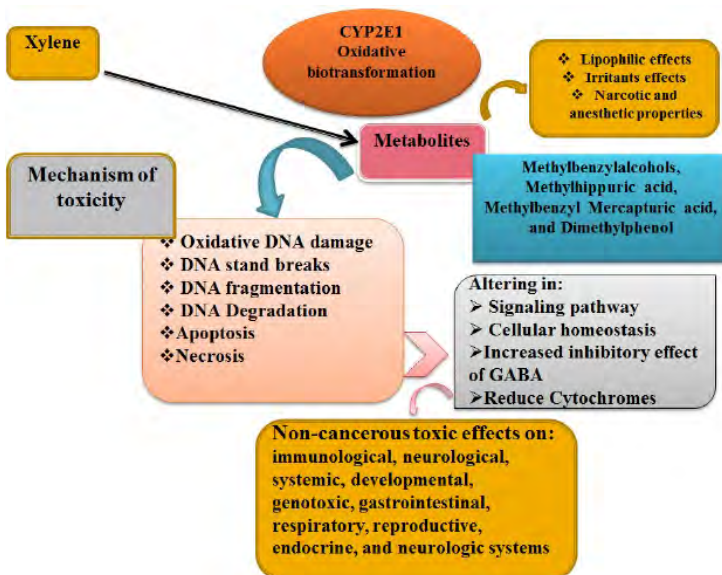 Xylene
CYP2E1
Oxidative
biotransformation
❖ Lipophilic effects
❖ Irritants effects
❖ Narcotic and
anesthetic properties
Metabolites
Mechanism of
toxicity
Methylbenzylalcohols,
Methylhippuric acid,
Methylbenzyl Mercapturic acid,
and Dimethylphenol
❖ Oxidative DNA damage
❖ DNA stand breaks
❖ DNA fragmentation
❖ DNA Degradation
❖Apoptosis
❖Necrosis
Altering in:
➢ Signaling pathway
➢ Cellular homeostasis
➢Increased inhibitory effect
of GABA
➢Reduce Cytochromes
Non-cancerous toxic effects on:
immunological, neurological,
systemic, developmental,
genotoxic, gastrointestinal,
respiratory, reproductive,
endocrine, and neurologic systems